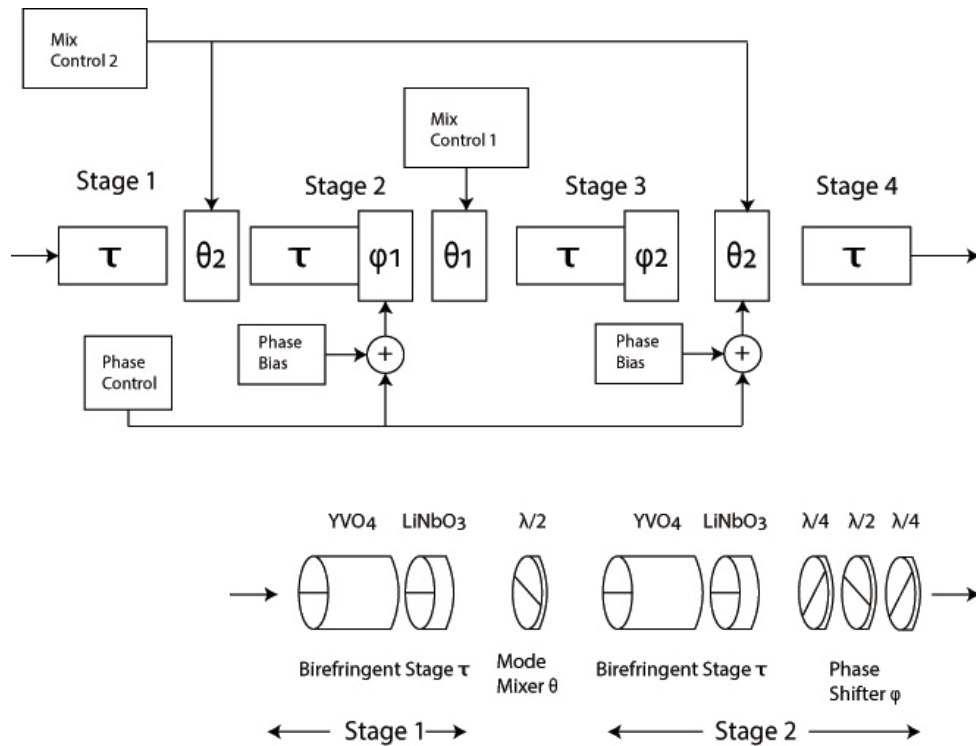 Mix
Control 2
Mix
Control 1
Stage 1
Stage 2
Stage 3
Stage 4
τ
θ2
τ
φ1
θ1
τ
φ2
θ2
τ
Phase
Control
Phase
Bias
+
Phase
Bias
+
YVO4
LiNbO3
λ/2
YVO4
LiNbO3
λ/4
λ/2
λ/4
Birefringent Stage τ
Mode
Mixer θ
Birefringent Stage τ
Phase
Shifter φ
Stage 1
Stage 2